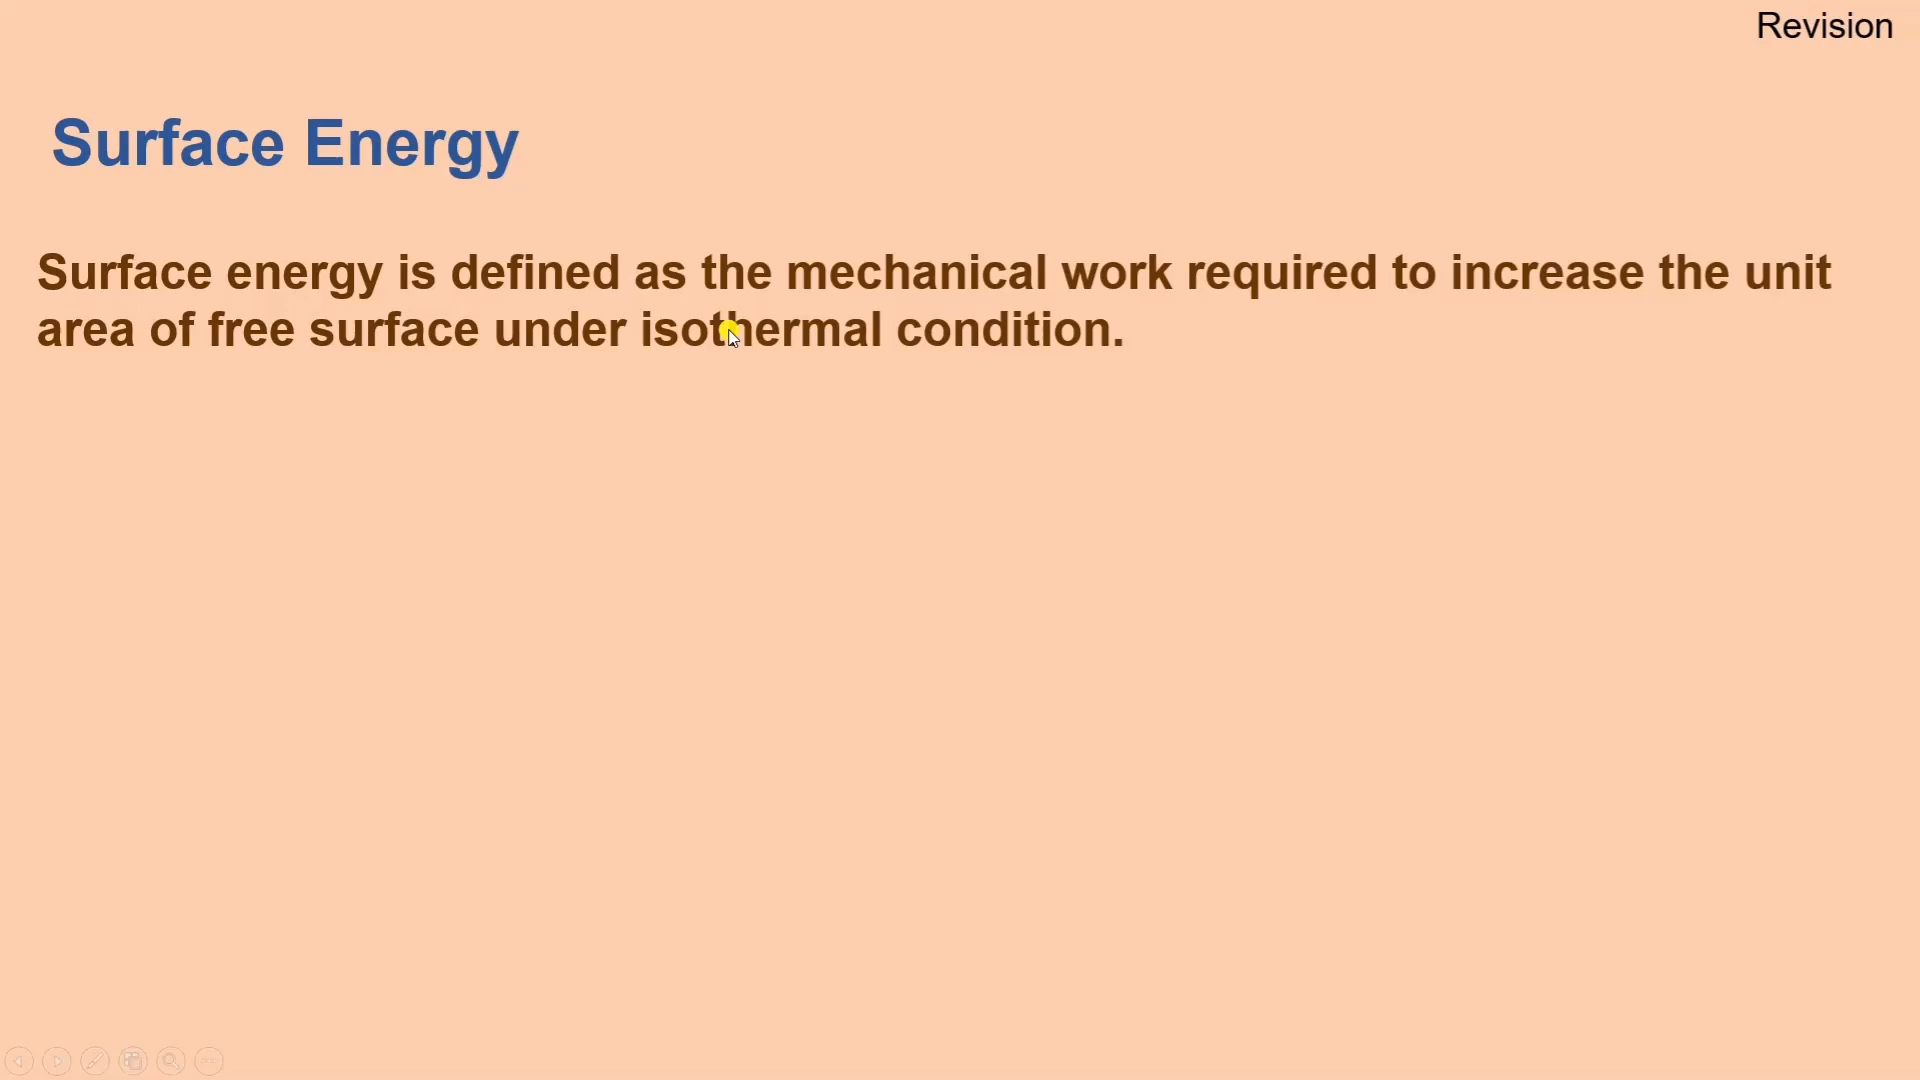 Revision
Surface Energy
Surface energy is defined as the mechanical work required to increase the unit
area of free surface under isothermal condition.